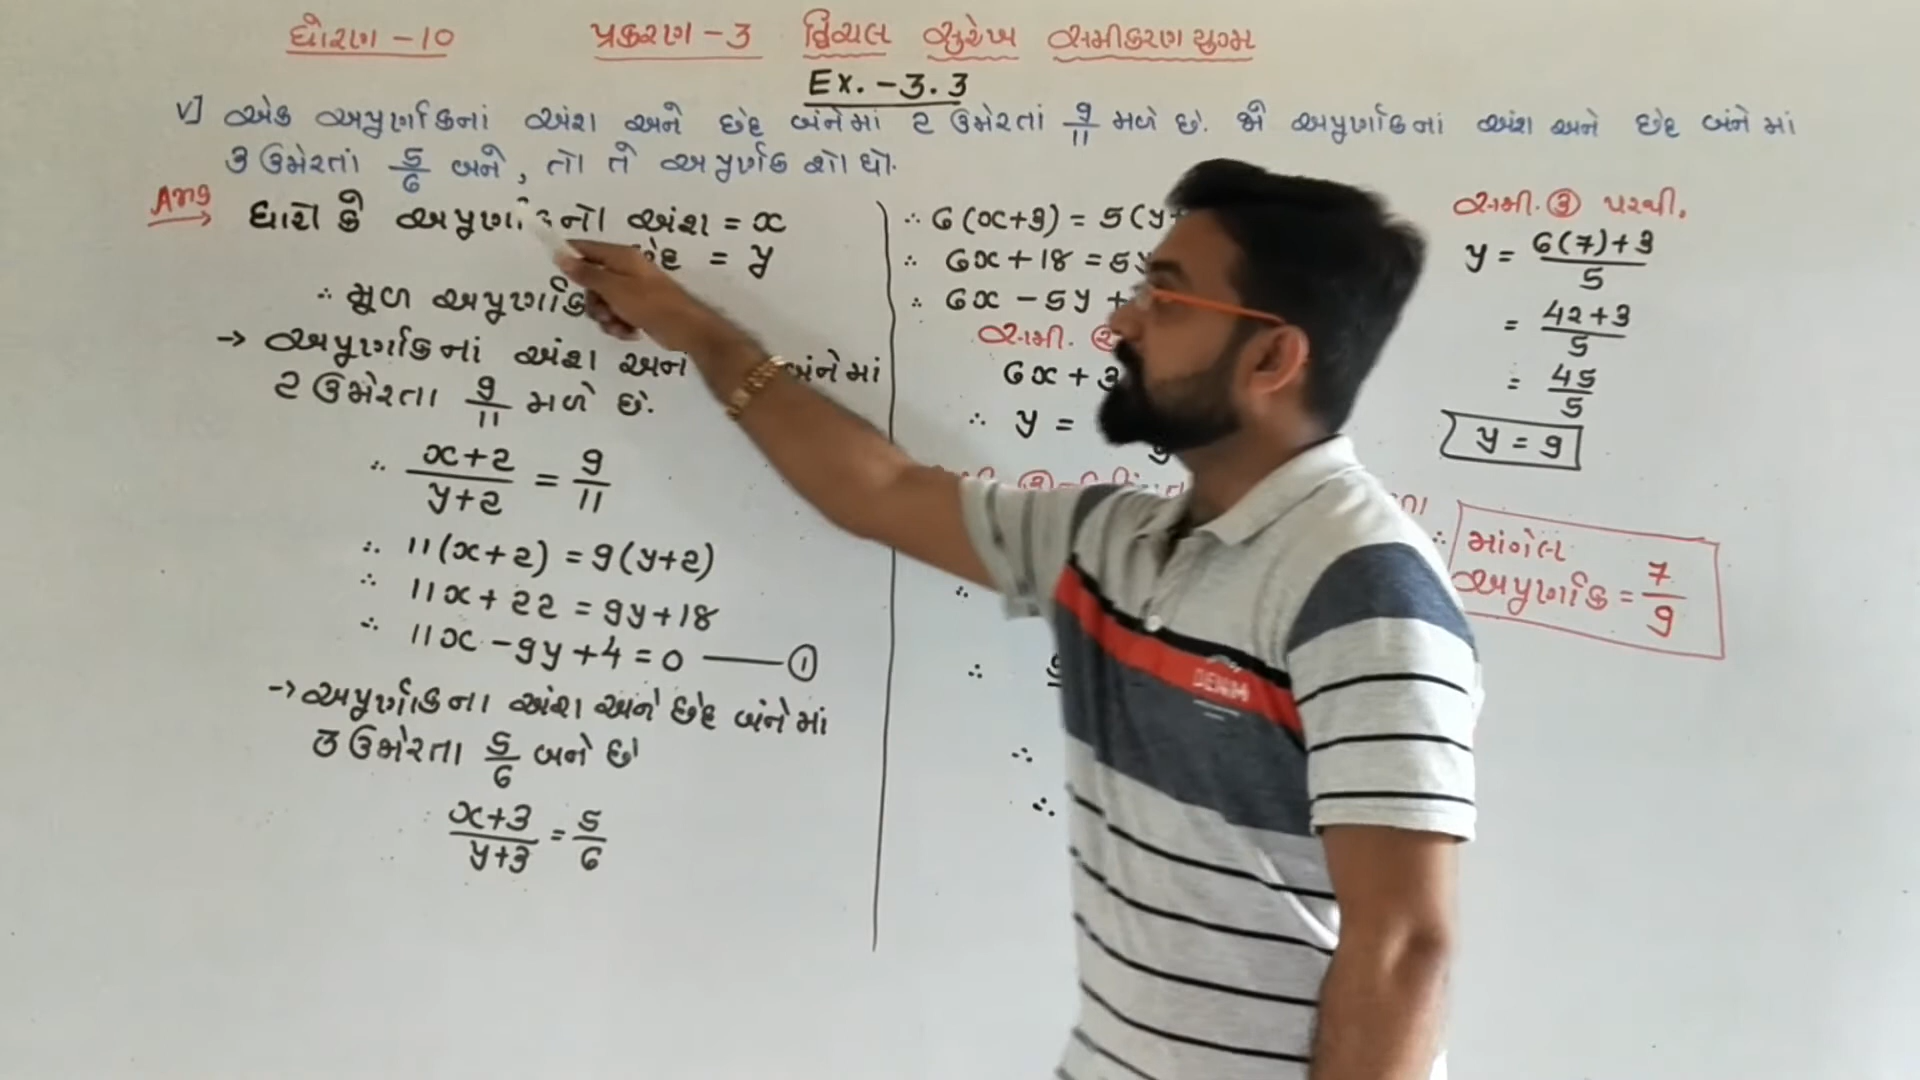 ધોરણ - 10 પ્રકરણ - 3 દ્વિચલ સુરેખ સમીકરણ યુગ્મ
Ex. - 3.3
v] એક અપૂર્ણાંકનાં અંશ અને છેદ બંનેમાં 2 ઉમેરતાં 9/11 મળે છે. જો અપૂર્ણાંકનાં અંશ અને છેદ બંનેમાં
3 ઉમેરતાં 5/6 બને, તો તે અપૂર્ણાંક શોધો.
Ans
ધારો કે અપૂર્ણાંકનો અંશ = x
છેદ = y
∴ મૂળ અપૂર્ણાંક
→ અપૂર્ણાંકનાં અંશ અને બંનેમાં
2 ઉમેરતા 9/11 મળે છે.
∴ x+2/y+2 = 9/11
∴ 11(x+2) = 9(y+2)
∴ 11x+22 = 9y+18
∴ 11x - 9y + 4 = 0 —— ①
→ અપૂર્ણાંકના અંશ અને છેદ બંનેમાં
3 ઉમેરતા 5/6 બને છે
x+3/y+3 = 5/6
∴ 6(x+3) = 5(y
∴ 6x+18 = 5y
∴ 6x - 5y +
સમી. ②
6x + 3
∴ y =
∴
∴
∴
∴
સમી. ③ પરથી,
y = 6(7)+3/5
= 42+3/5
= 45/5
y = 9
∴ માંગેલ
અપૂર્ણાંક = 7/9
DENIM